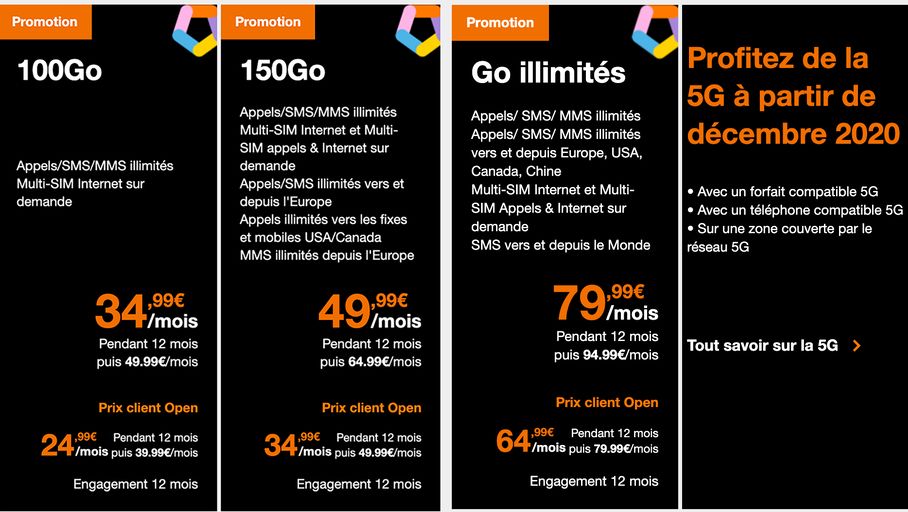 Promotion
100Go
Appels/SMS/MMS illimités
Multi-SIM Internet sur
demande
34,99€
/mois
Pendant 12 mois
puis 49.99€/mois
Prix client Open
24,99€
/mois
Pendant 12 mois
puis 39.99€/mois
Engagement 12 mois
Promotion
150Go
Appels/SMS/MMS illimités
Multi-SIM Internet et Multi-
SIM appels & Internet sur
demande
Appels/SMS illimités vers et
depuis l'Europe
Appels illimités vers les fixes
et mobiles USA/Canada
MMS illimités depuis l'Europe
49,99€
/mois
Pendant 12 mois
puis 64.99€/mois
Prix client Open
34,99€
/mois
Pendant 12 mois
puis 49.99€/mois
Engagement 12 mois
Promotion
Go illimités
Appels/ SMS/ MMS illimités
Appels/ SMS/ MMS illimités
vers et depuis Europe, USA,
Canada, Chine
Multi-SIM Internet et Multi-
SIM Appels & Internet sur
demande
SMS vers et depuis le Monde
79,99€
/mois
Pendant 12 mois
puis 94.99€/mois
Prix client Open
64,99€
/mois
Pendant 12 mois
puis 79.99€/mois
Engagement 12 mois
Profitez de la
5G à partir de
décembre 2020
• Avec un forfait compatible 5G
• Avec un téléphone compatible 5G
• Sur une zone couverte par le
réseau 5G
Tout savoir sur la 5G >